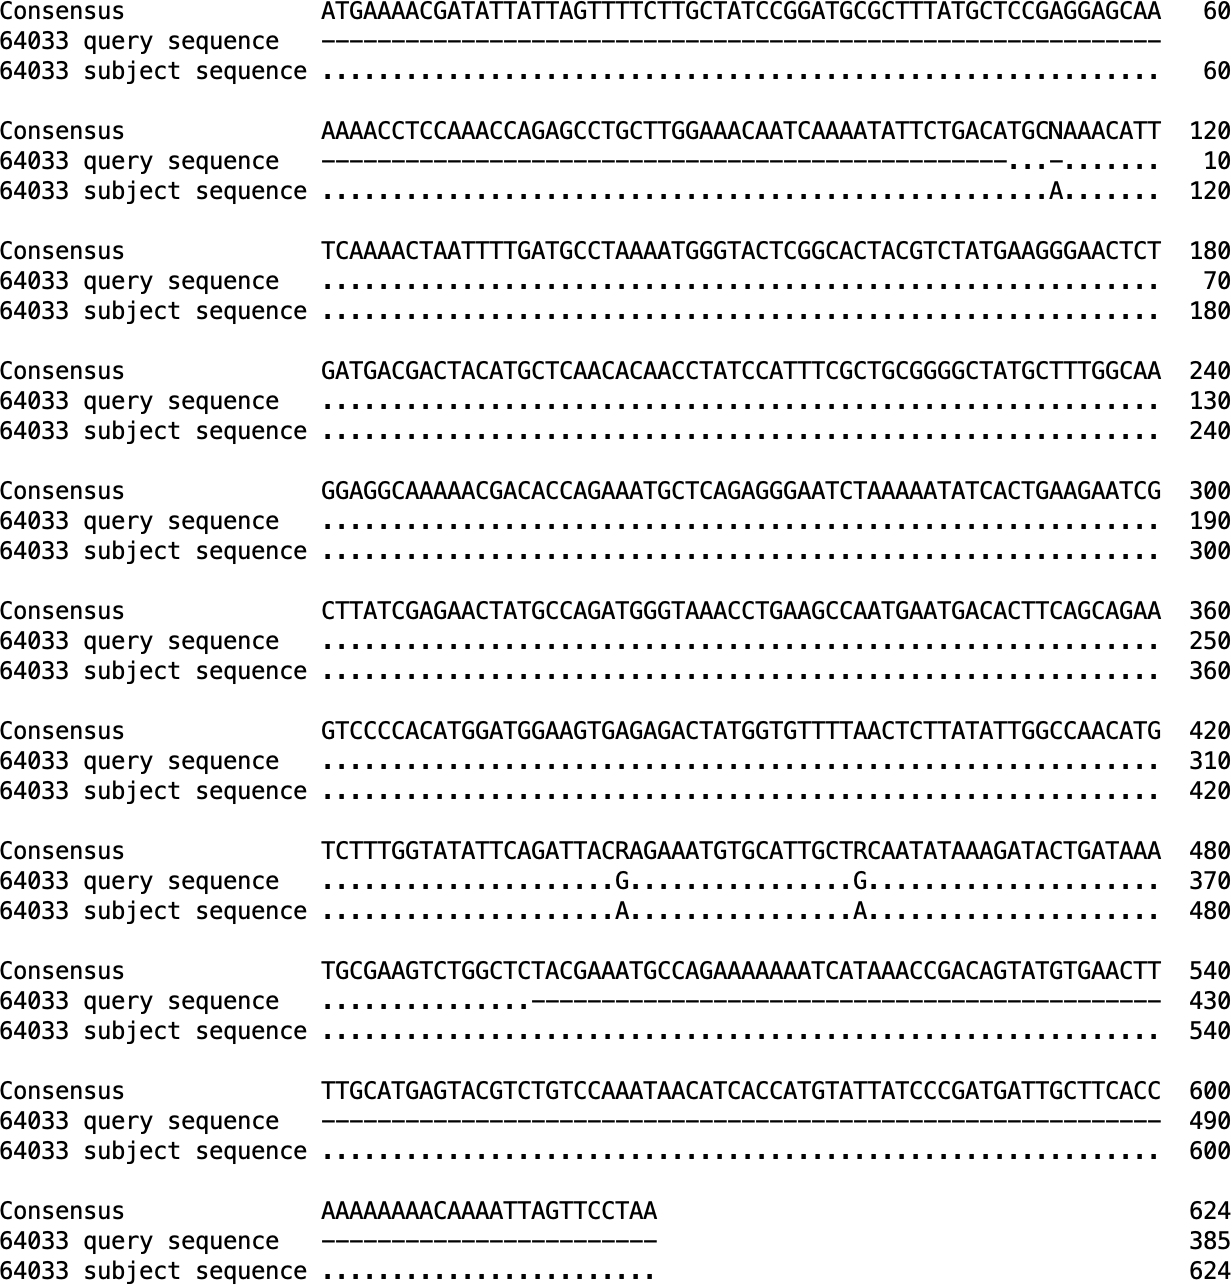 Consensus ATGAAAACGATATTATTAGTTTTCTTGCTATCCGGATGCGCTTTATGCTCCGAGGAGCAA 60
64033 query sequence ------------------------------------------------------------
64033 subject sequence ............................................................ 60
Consensus AAAACCTCCAAACCAGAGCCTGCTTGGAAACAATCAAAATATTCTGACATGCNAAACATT 120
64033 query sequence -------------------------------------------------...-....... 10
64033 subject sequence ....................................................A....... 120
Consensus TCAAAACTAATTTTGATGCCTAAAATGGGTACTCGGCACTACGTCTATGAAGGGAACTCT 180
64033 query sequence ............................................................ 70
64033 subject sequence ............................................................ 180
Consensus GATGACGACTACATGCTCAACACAACCTATCCATTTCGCTGCGGGGCTATGCTTTGGCAA 240
64033 query sequence ............................................................ 130
64033 subject sequence ............................................................ 240
Consensus GGAGGCAAAAACGACACCAGAAATGCTCAGAGGGAATCTAAAAATATCACTGAAGAATCG 300
64033 query sequence ............................................................ 190
64033 subject sequence ............................................................ 300
Consensus CTTATCGAGAACTATGCCAGATGGGTAAACCTGAAGCCAATGAATGACACTTCAGCAGAA 360
64033 query sequence ............................................................ 250
64033 subject sequence ............................................................ 360
Consensus GTCCCCACATGGATGGAAGTGAGAGACTATGGTGTTTTAACTCTTATATTGGCCAACATG 420
64033 query sequence ............................................................ 310
64033 subject sequence ............................................................ 420
Consensus TCTTTGGTATATTCAGATTACRAGAAATGTGCATTGCTRCAATATAAAGATACTGATAAA 480
64033 query sequence .....................G................G..................... 370
64033 subject sequence .....................A................A..................... 480
Consensus TGCGAAGTCTGGCTCTACGAAATGCCAGAAAAAAATCATAAACCGACAGTATGTGAACTT 540
64033 query sequence ...............--------------------------------------------- 430
64033 subject sequence ............................................................ 540
Consensus TTGCATGAGTACGTCTGTCCAAATAACATCACCATGTATTATCCCGATGATTGCTTCACC 600
64033 query sequence ------------------------------------------------------------ 490
64033 subject sequence ............................................................ 600
Consensus AAAAAAAACAAAATTAGTTCCTAA 624
64033 query sequence ------------------------ 385
64033 subject sequence ........................ 624